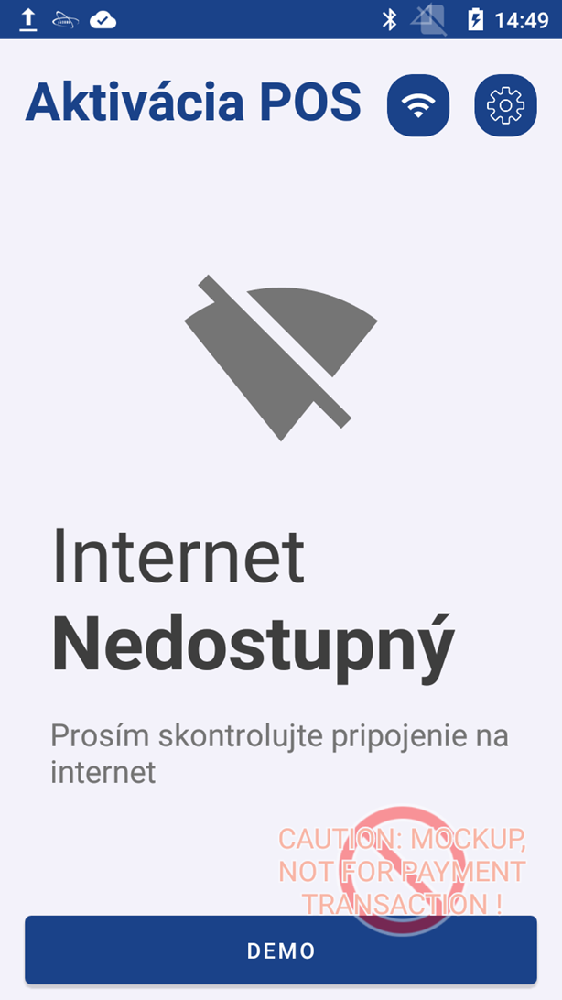 14:49
Aktivácia POS
Internet
Nedostupný
Prosím skontrolujte pripojenie na
internet
CAUTION: MOCKUP,
NOT FOR PAYMENT
TRANSACTION !
DEMO